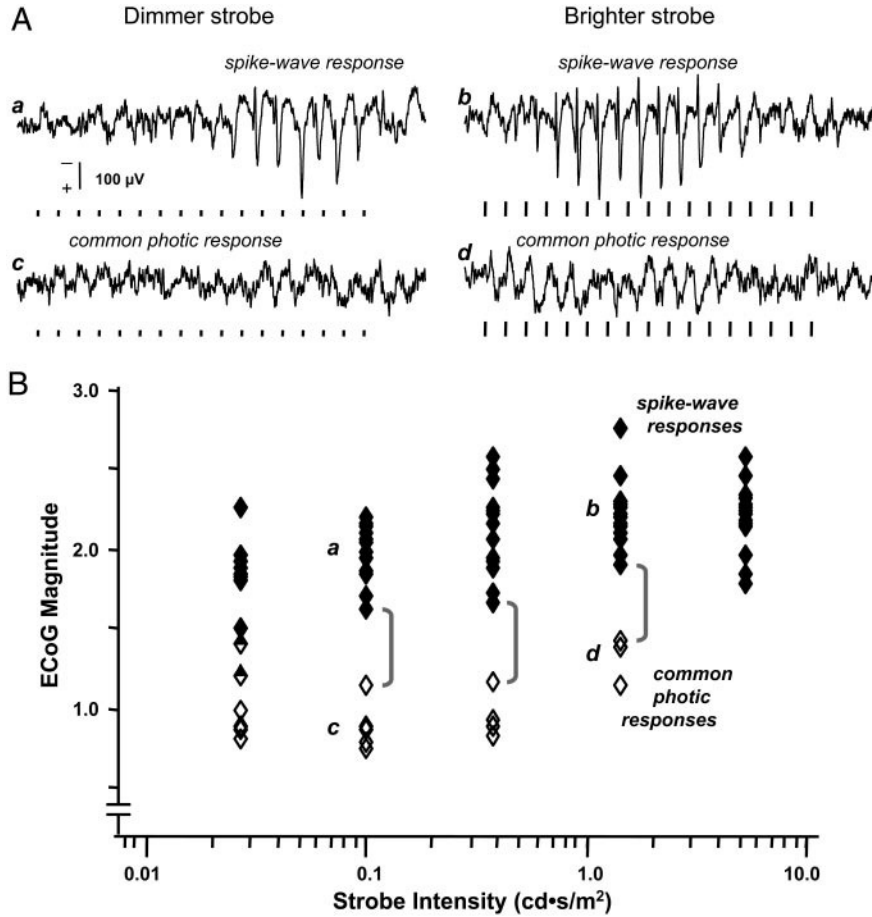 A
Dimmer strobe
Brighter strobe
spike-wave response
spike-wave response
a
b
−
+
100 μV
common photic response
common photic response
c
d
B
3.0
2.0
1.0
ECoG Magnitude
spike-wave
responses
a
b
c
d
common
photic
responses
0.01
0.1
1.0
10.0
Strobe Intensity (cd•s/m²)